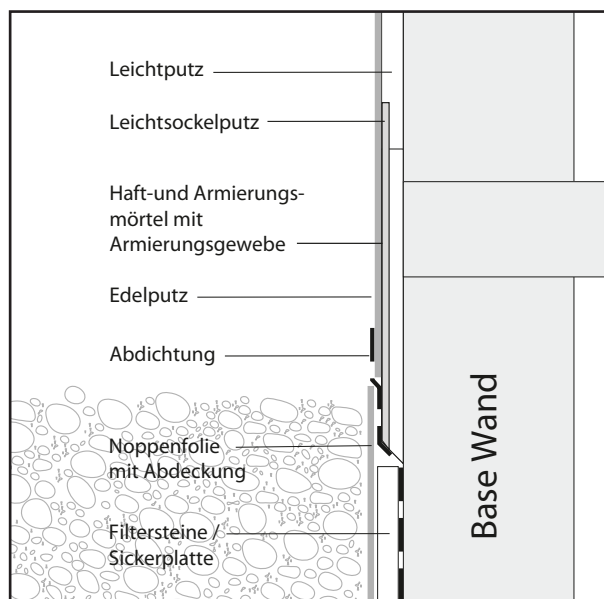 Leichtputz
Leichtsockelputz
Haft-und Armierungs-
mörtel mit
Armierungsgewebe
Edelputz
Abdichtung
Noppenfolie
mit Abdeckung
Filtersteine /
Sickerplatte
Base Wand